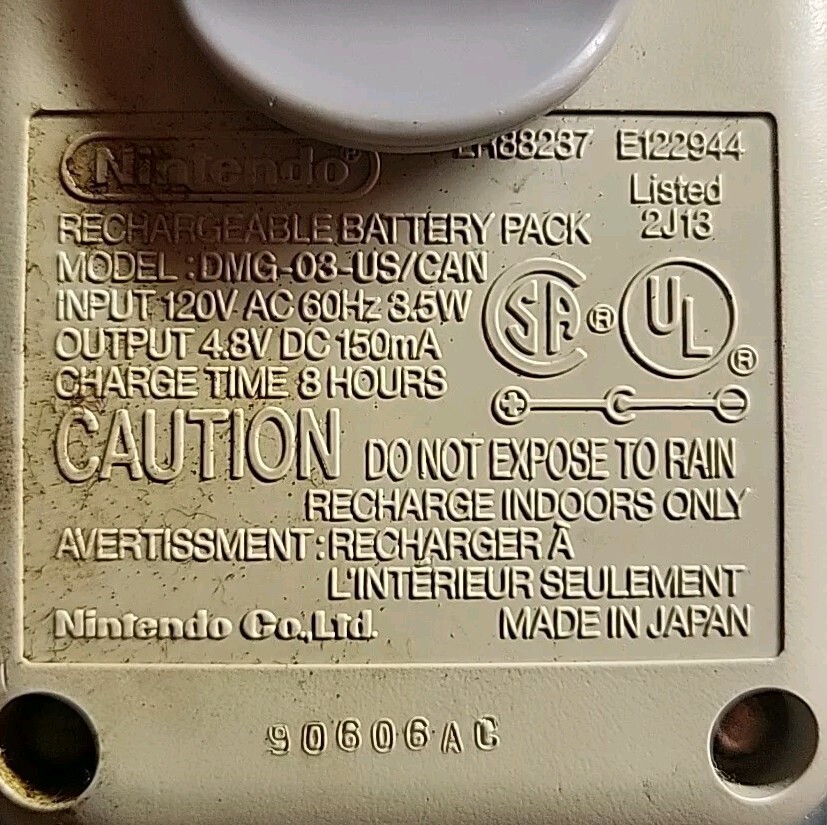 Nintendo®
LR88237 E122944
Listed
2J13
RECHARGEABLE BATTERY PACK
MODEL : DMG-03-US/CAN
INPUT 120V AC 60Hz 3.5W
OUTPUT 4.8V DC 150mA
CHARGE TIME 8 HOURS
SA ® UL ®
CAUTION DO NOT EXPOSE TO RAIN
RECHARGE INDOORS ONLY
AVERTISSMENT : RECHARGER À
L'INTÉRIEUR SEULEMENT
Nintendo Co.,Ltd. MADE IN JAPAN
90606AC